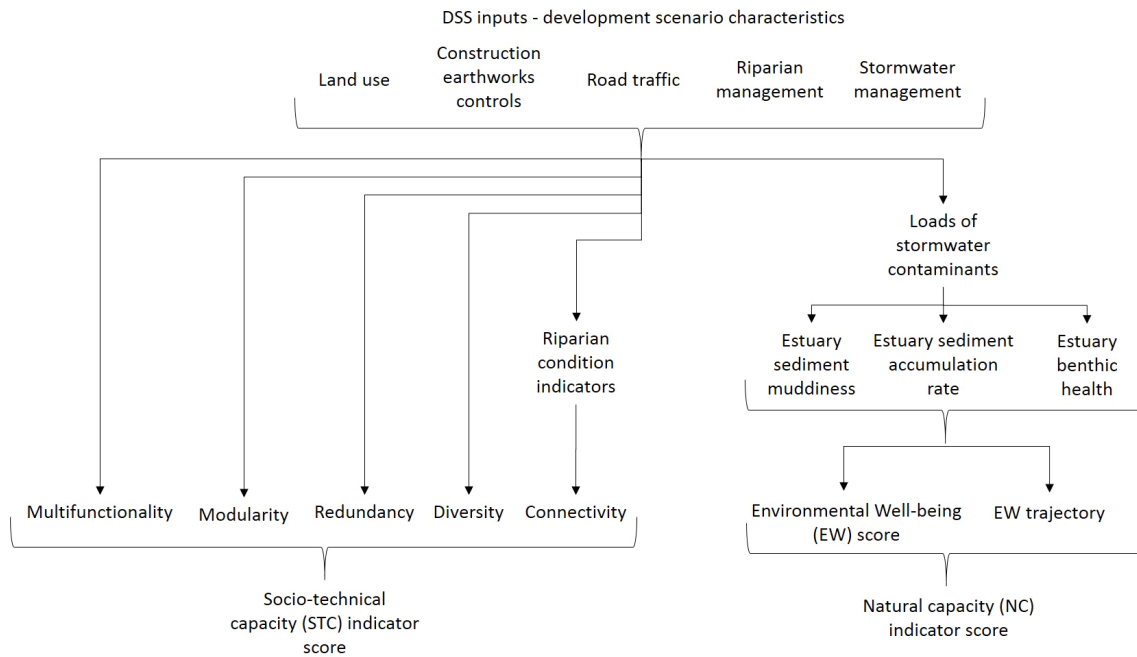 DSS inputs - development scenario characteristics
Land use
Construction
earthworks
controls
Road traffic
Riparian
management
Stormwater
management
Loads of
stormwater
contaminants
Riparian
condition
indicators
Estuary
sediment
muddiness
Estuary sediment
accumulation
rate
Estuary
benthic
health
Multifunctionality
Modularity
Redundancy
Diversity
Connectivity
Environmental Well-being
(EW) score
EW trajectory
Socio-technical
capacity (STC) indicator
score
Natural capacity (NC)
indicator score